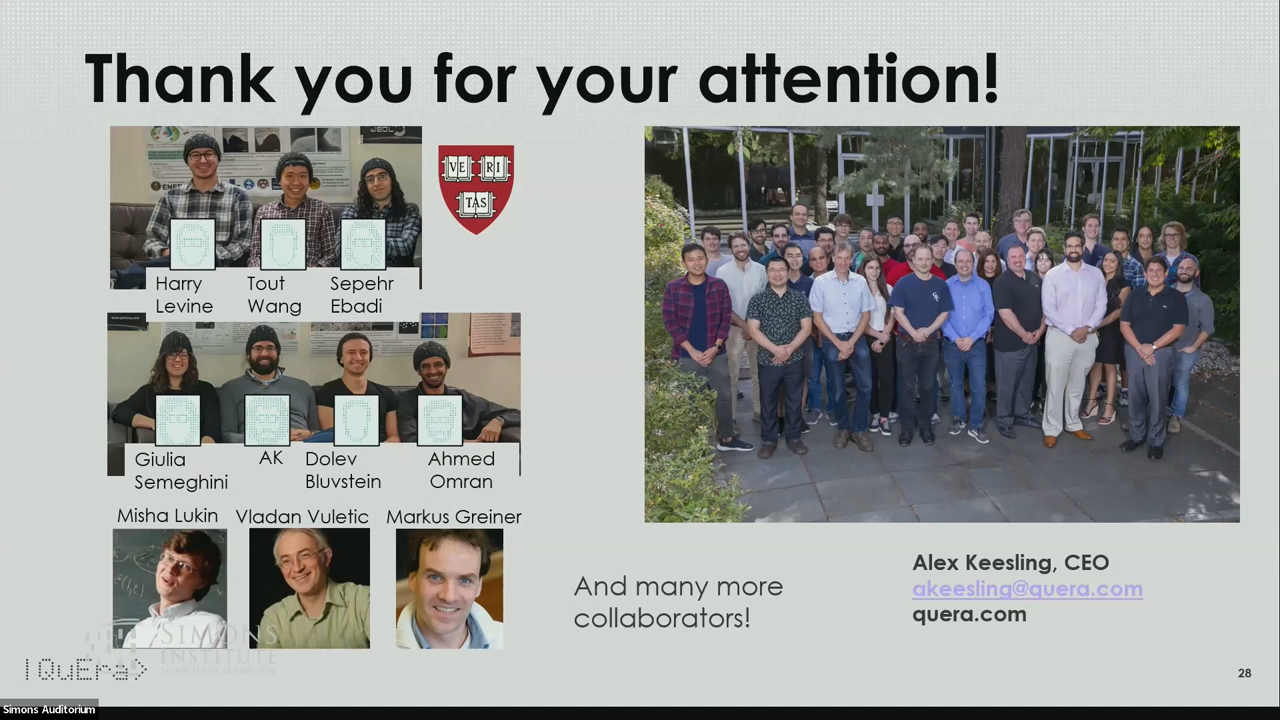 Thank you for your attention!
JEOL
VE RI
TAS
Harry
Levine
Tout
Wang
Sepehr
Ebadi
Giulia
Semeghini
AK
Dolev
Bluvstein
Ahmed
Omran
Misha Lukin
Vladan Vuletic
Markus Greiner
And many more
collaborators!
Alex Keesling, CEO
akeesling@quera.com
quera.com
SIMONS
INSTITUTE
|QuEra>
28
Simons Auditorium